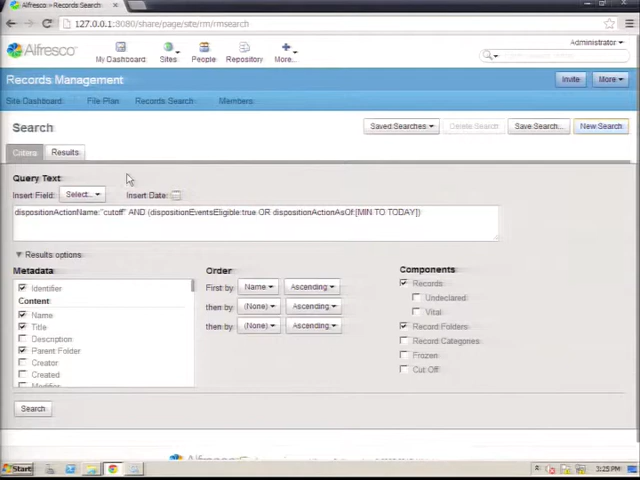 Alfresco » Records Search
127.0.0.1:8080/share/page/site/rm/rmsearch
Administrator
Alfresco My Dashboard Sites People Repository More...
Records Management Invite More
Site Dashboard File Plan Records Search Members
Search Saved Searches Delete Search Save Search... New Search
Criteria Results
Query Text
Insert Field: Select... Insert Date:
dispositionActionName:"cutoff" AND (dispositionEventsEligible:true OR dispositionActionAsOf:[MIN TO TODAY])
Results options
Metadata Order Components
Identifier First by: Name Ascending Records
Content Undeclared
Name then by: (None) Ascending Vital
Title then by: (None) Ascending Record Folders
Description Record Categories
Parent Folder Frozen
Creator Cut Off
Created
Modifier
Search
Start 3:25 PM